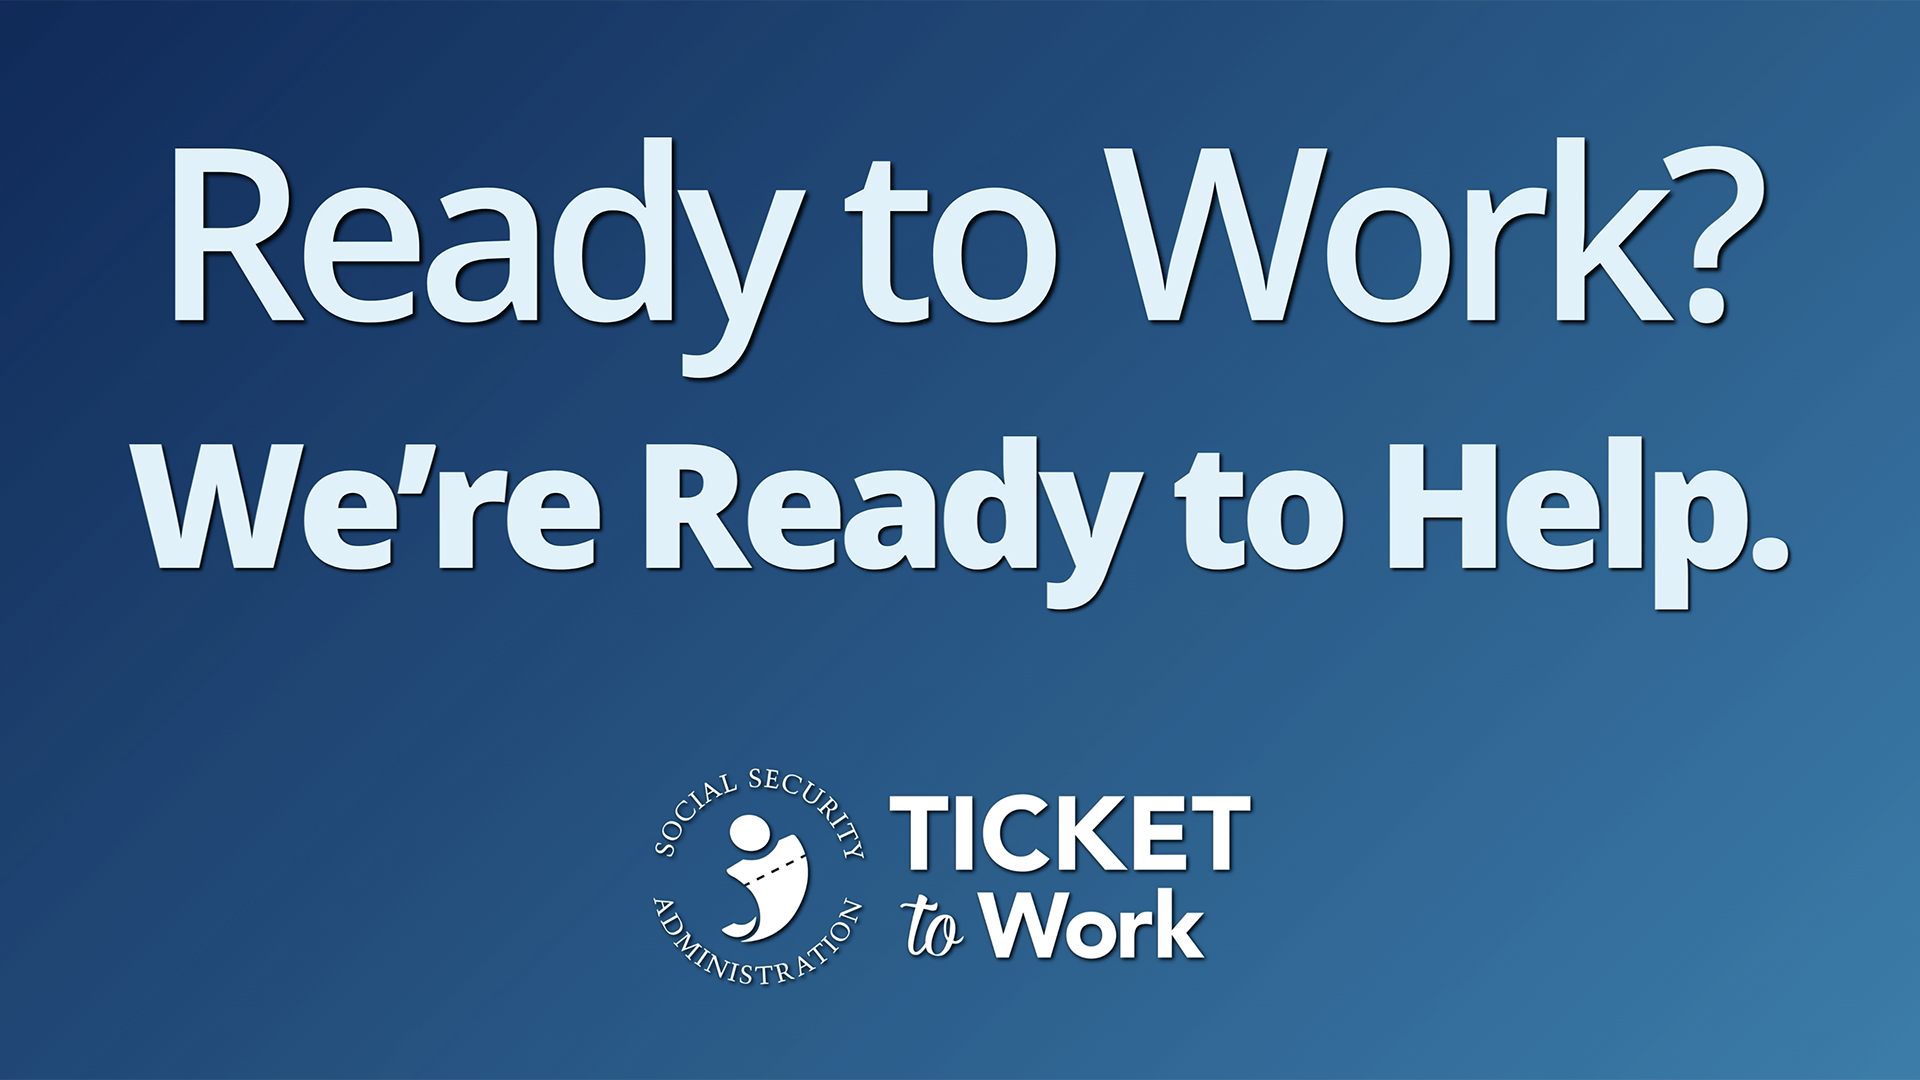 Ready to Work?
We’re Ready to Help.
SOCIAL SECURITY
ADMINISTRATION
TICKET
to Work